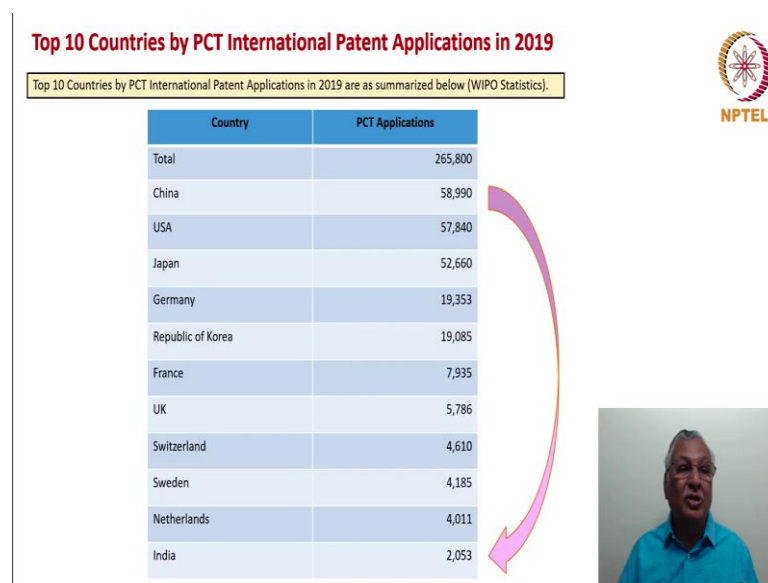 Top 10 Countries by PCT International Patent Applications in 2019
Top 10 Countries by PCT International Patent Applications in 2019 are as summarized below (WIPO Statistics).
NPTEL
Country PCT Applications
Total 265,800
China 58,990
USA 57,840
Japan 52,660
Germany 19,353
Republic of Korea 19,085
France 7,935
UK 5,786
Switzerland 4,610
Sweden 4,185
Netherlands 4,011
India 2,053